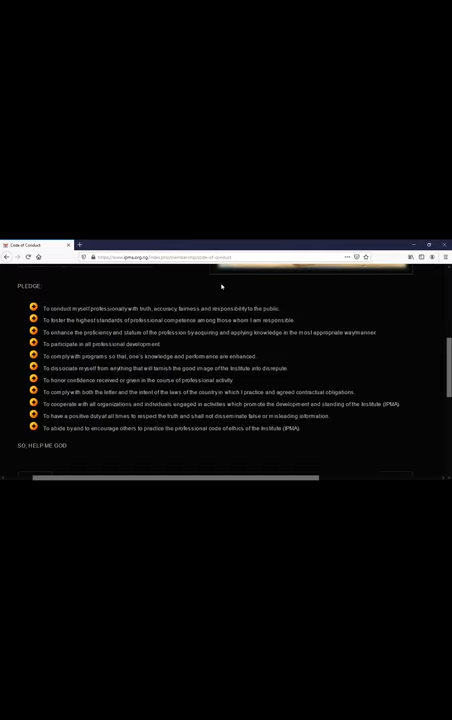 Code of Conduct
https://www.ipma.org.ng/index.php/membership/code-of-conduct
PLEDGE
To conduct myself professionally with truth, accuracy, fairness and responsibility to the public.
To foster the highest standards of professional competence among those whom I am responsible.
To enhance the proficiency and stature of the profession by acquiring and applying knowledge in the most appropriate way/manner.
To participate in all professional development
To comply with programs so that, one's knowledge and performance are enhanced
To dissociate myself from anything that will tarnish the good image of the Institute into disrepute.
To honor confidence received or given in the course of professional activity
To comply with both the letter and the intent of the laws of the country in which I practice and agreed contractual obligations.
To cooperate with all organizations and individuals engaged in activities which promote the development and standing of the Institute (IPMA).
To have a positive duty at all times to respect the truth and shall not disseminate false or misleading information.
To abide by and to encourage others to practice the professional code of ethics of the Institute (IPMA).
SO, HELP ME GOD